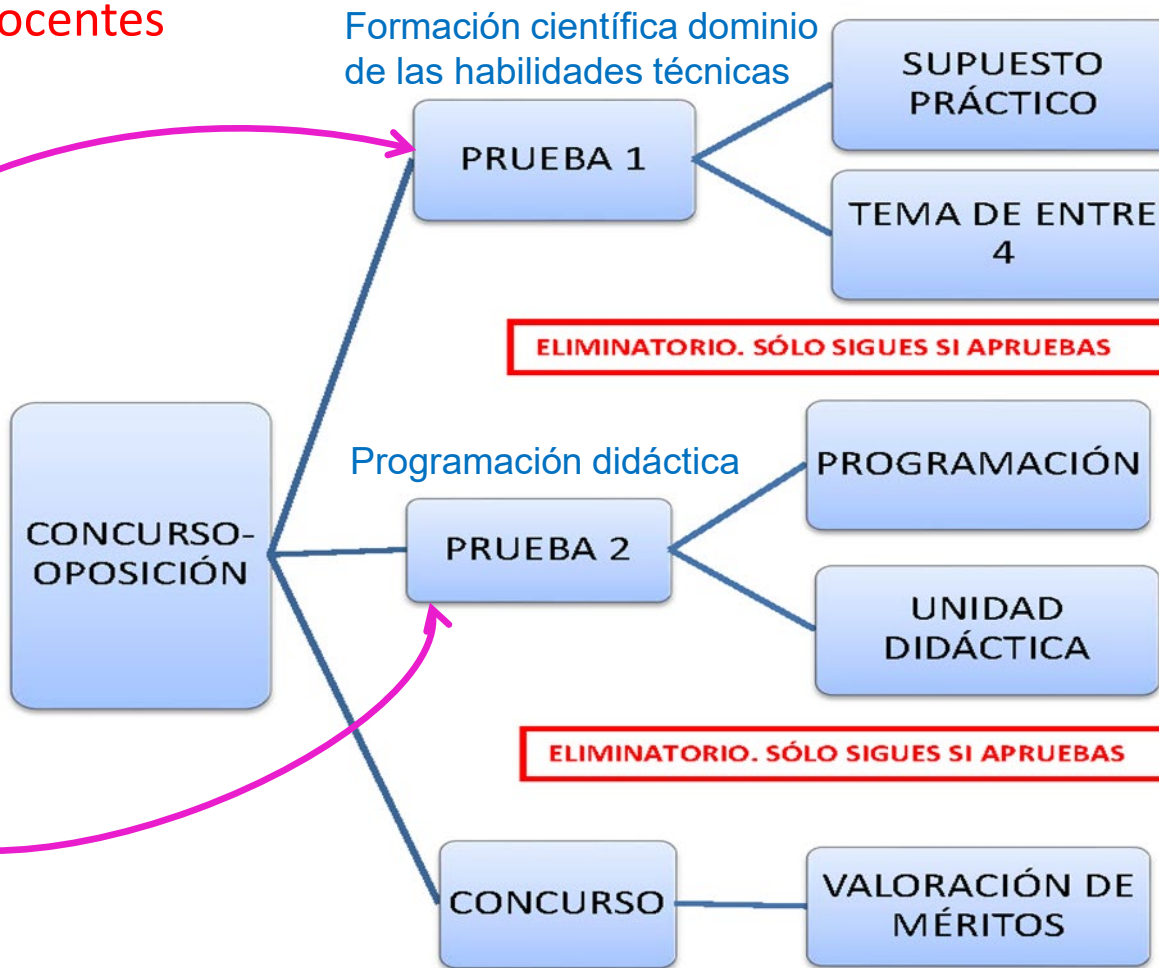 ocentes
Formación científica dominio
de las habilidades técnicas
SUPUESTO
PRÁCTICO
PRUEBA 1
TEMA DE ENTRE
4
ELIMINATORIO. SÓLO SIGUES SI APRUEBAS
Programación didáctica
PROGRAMACIÓN
CONCURSO-
OPOSICIÓN
PRUEBA 2
UNIDAD
DIDÁCTICA
ELIMINATORIO. SÓLO SIGUES SI APRUEBAS
CONCURSO
VALORACIÓN DE
MÉRITOS